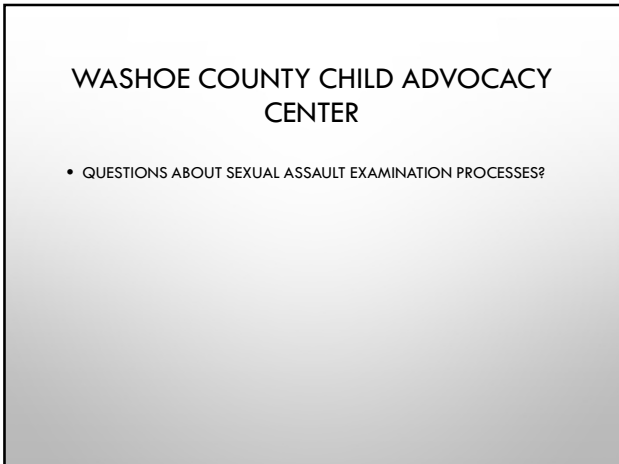 WASHOE COUNTY CHILD ADVOCACY
CENTER
• QUESTIONS ABOUT SEXUAL ASSAULT EXAMINATION PROCESSES?